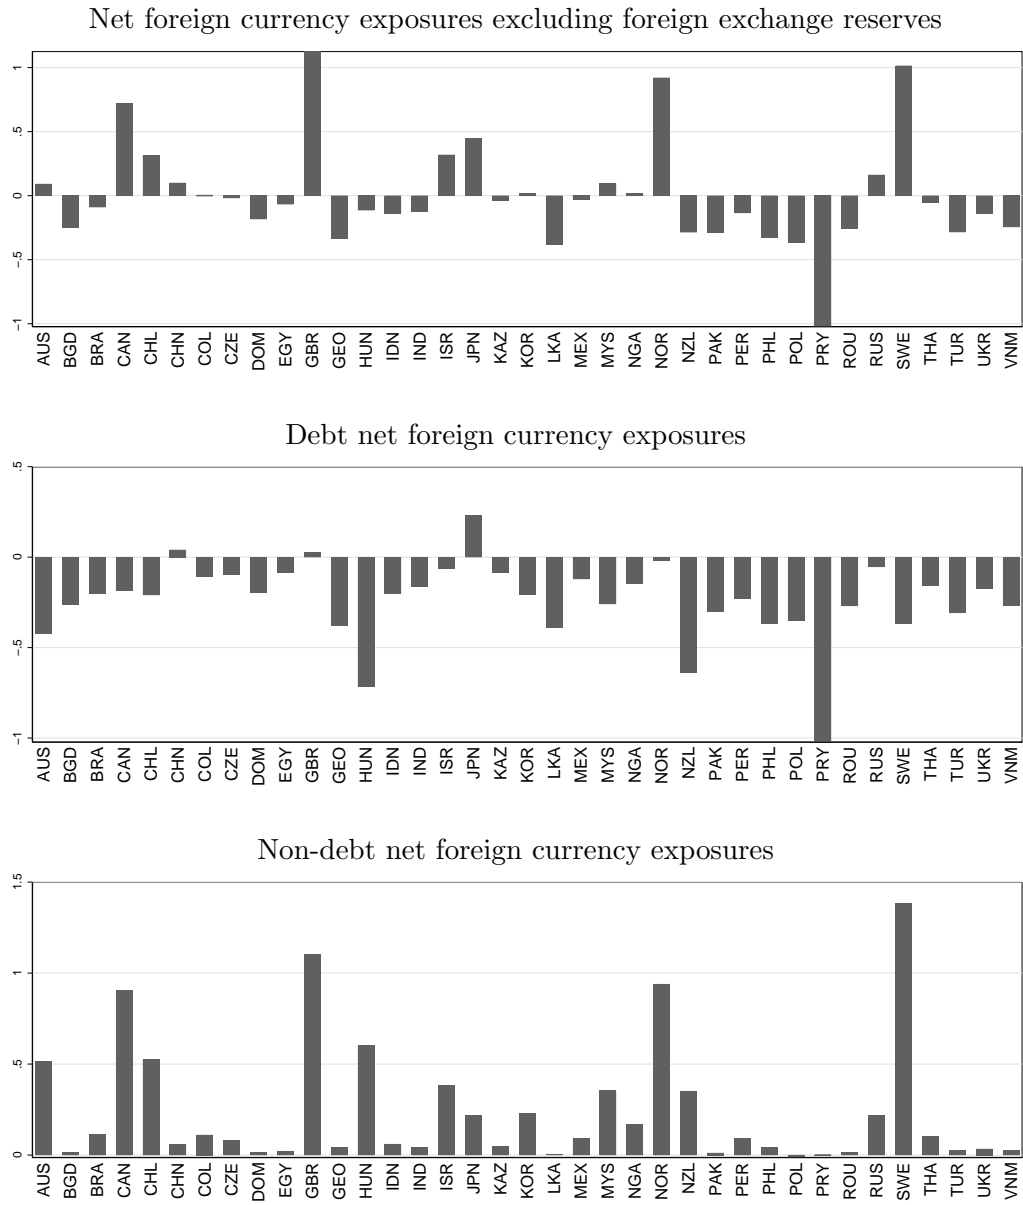 Net foreign currency exposures excluding foreign exchange reserves
1
.5
0
-.5
-1
AUS BGD BRA CAN CHL CHN COL CZE DOM EGY GBR GEO HUN IDN IND ISR JPN KAZ KOR LKA MEX MYS NGA NOR NZL PAK PER PHL POL PRY ROU RUS SWE THA TUR UKR VNM
Debt net foreign currency exposures
.5
0
-.5
-1
AUS BGD BRA CAN CHL CHN COL CZE DOM EGY GBR GEO HUN IDN IND ISR JPN KAZ KOR LKA MEX MYS NGA NOR NZL PAK PER PHL POL PRY ROU RUS SWE THA TUR UKR VNM
Non-debt net foreign currency exposures
1.5
1
.5
0
AUS BGD BRA CAN CHL CHN COL CZE DOM EGY GBR GEO HUN IDN IND ISR JPN KAZ KOR LKA MEX MYS NGA NOR NZL PAK PER PHL POL PRY ROU RUS SWE THA TUR UKR VNM